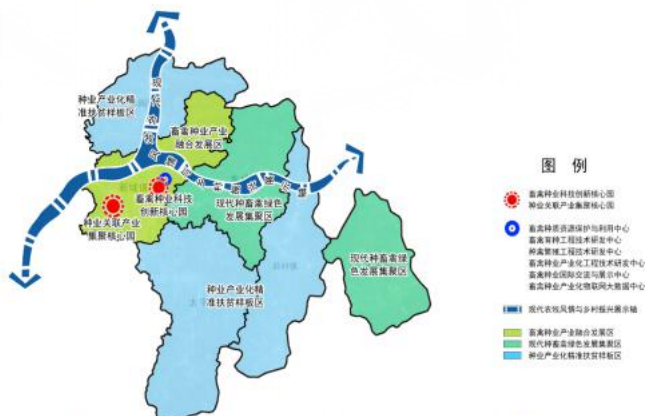 种业产业化精
准扶贫样板区
畜禽种业产业
融合发展区
畜禽种业科技
创新核心园
种业关联产业
集聚核心园
现代种畜禽绿色
发展集聚区
现代种畜禽绿
色发展集聚区
种业产业化精
准扶贫样板区
图 例
畜禽种业科技创新核心园
种业关联产业集聚核心园
畜禽种质资源保护与利用中心
畜禽育种工程技术研发中心
种禽繁殖工程技术研发中心
畜禽种业产业化工程技术研发中心
畜禽种业国际交流与展示中心
畜禽种业产业化物联网大数据中心
现代农牧风情与乡村振兴展示轴
畜禽种业产业融合发展区
现代种畜禽绿色发展集聚区
种业产业化精准扶贫样板区